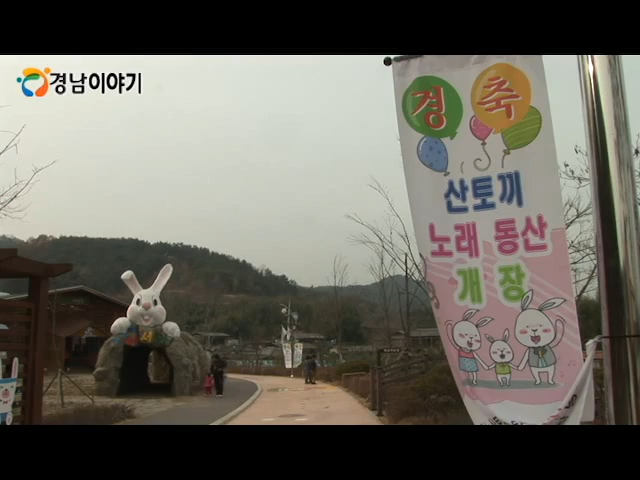 경남이야기
경축
산토끼
노래 동산
개장